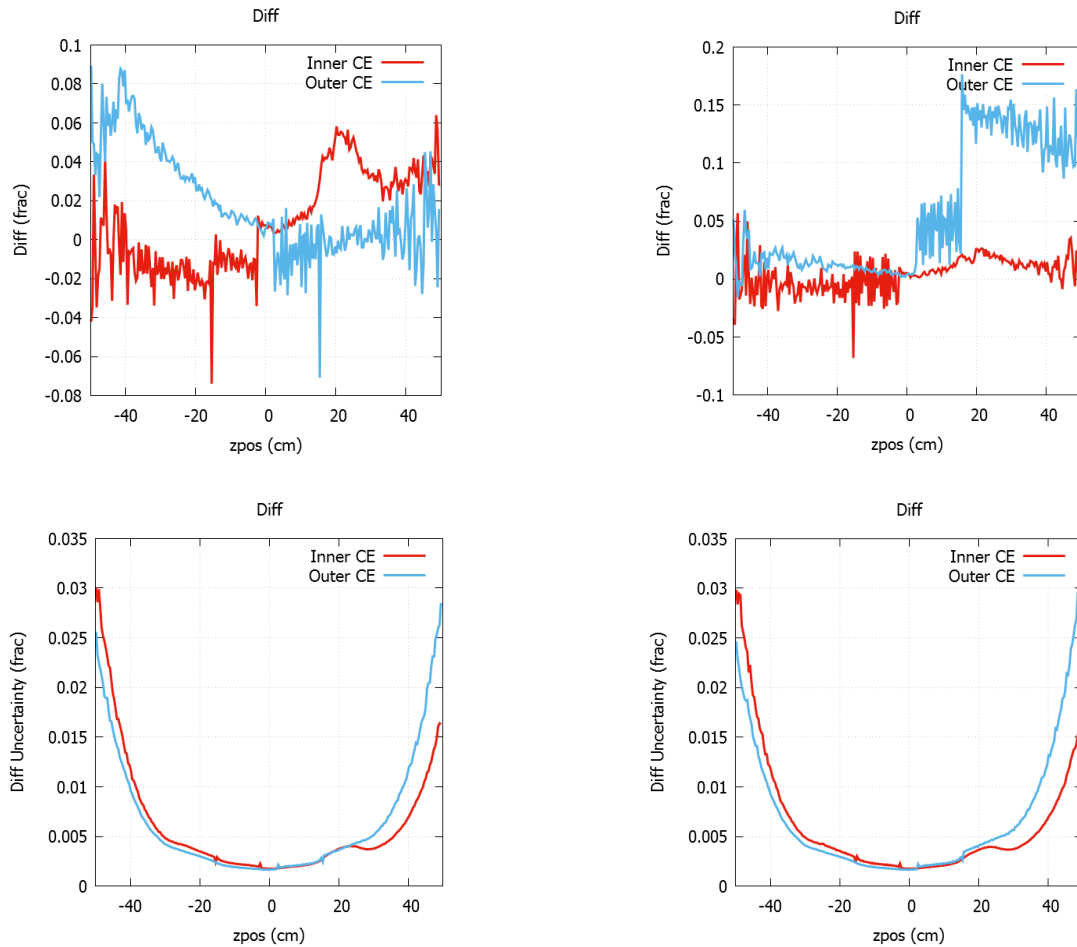 Diff
0.1
0.08
0.06
0.04
0.02
0
-0.02
-0.04
-0.06
-0.08
Diff (frac)
Inner CE
Outer CE
-40
-20
0
20
40
zpos (cm)
Diff
0.2
0.15
0.1
0.05
0
-0.05
-0.1
Diff (frac)
Inner CE
Outer CE
-40
-20
0
20
40
zpos (cm)
Diff
0.035
0.03
0.025
0.02
0.015
0.01
0.005
0
Diff Uncertainty (frac)
Inner CE
Outer CE
-40
-20
0
20
40
zpos (cm)
Diff
0.035
0.03
0.025
0.02
0.015
0.01
0.005
0
Diff Uncertainty (frac)
Inner CE
Outer CE
-40
-20
0
20
40
zpos (cm)